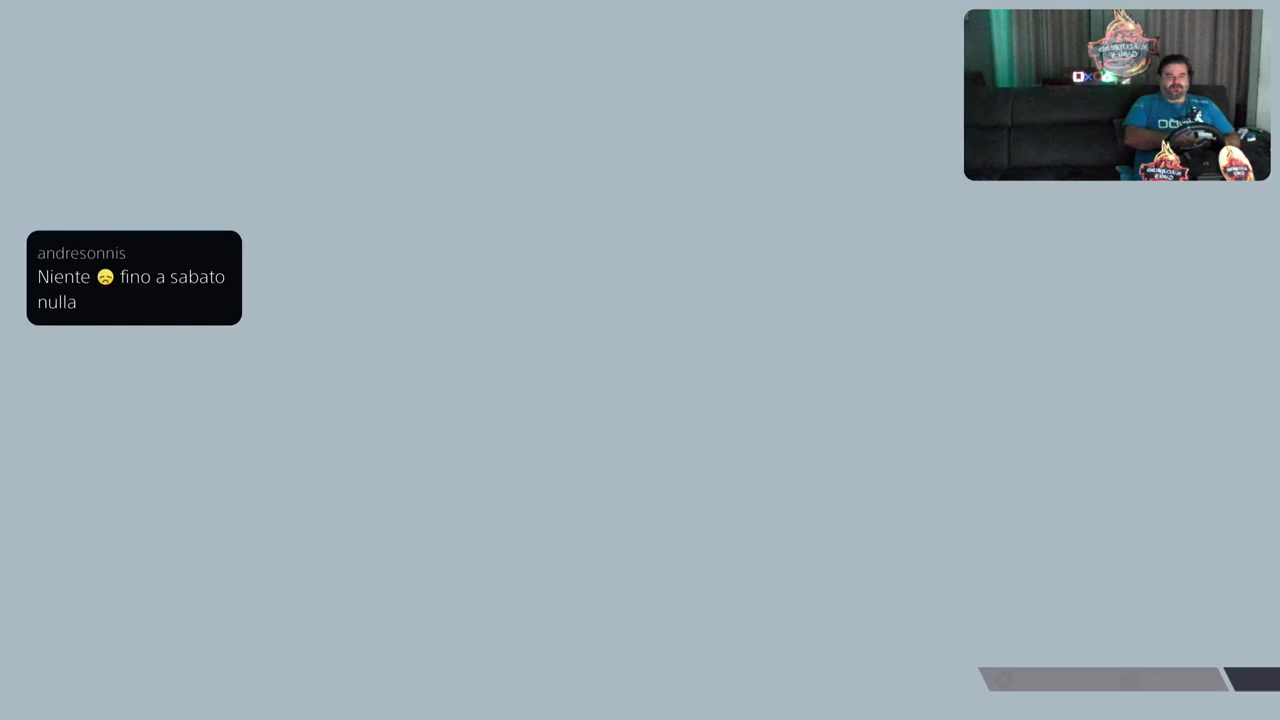 andresonnis
Niente 😞 fino a sabato
nulla